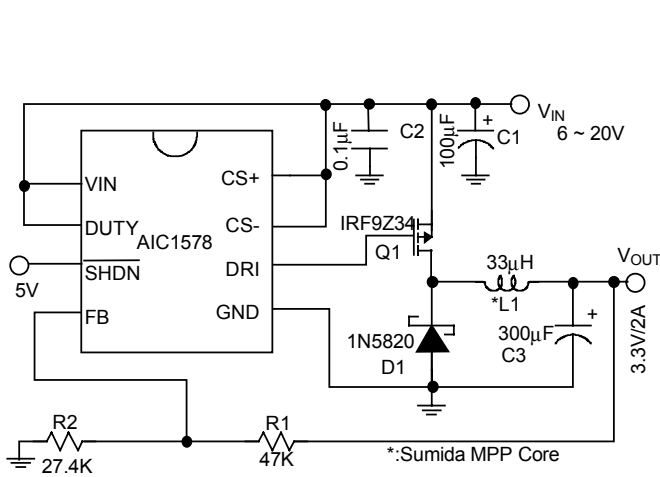 VIN
6 ~ 20V
0.1μF
C2
100μF
+
C1
VIN
DUTY
SHDN
FB
AIC1578
CS+
CS-
DRI
GND
5V
IRF9Z34
Q1
33μH
*L1
VOUT
3.3V/2A
1N5820
D1
300μF
C3
+
R2
27.4K
R1
47K
*:Sumida MPP Core